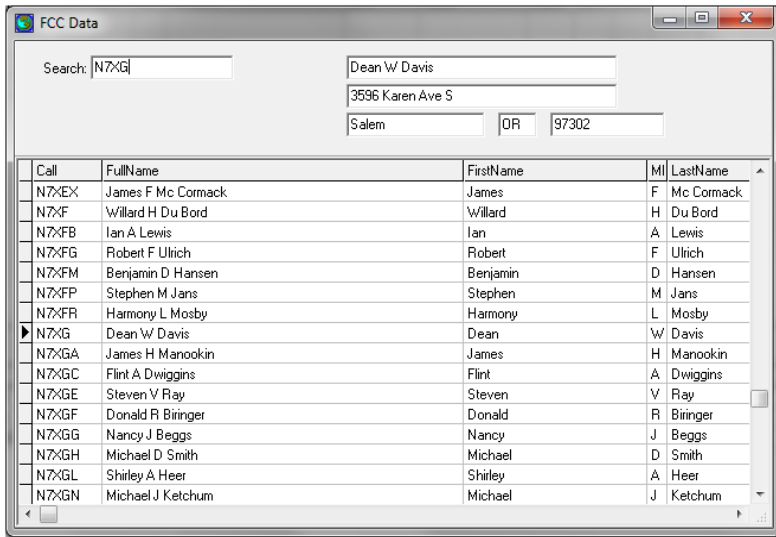 FCC Data
Search: N7XG
Dean W Davis
3596 Karen Ave S
Salem OR 97302
Call FullName FirstName MI LastName
N7XEX James F Mc Cormack James F Mc Cormack
N7XF Willard H Du Bord Willard H Du Bord
N7XFB Ian A Lewis Ian A Lewis
N7XFG Robert F Ulrich Robert F Ulrich
N7XFM Benjamin D Hansen Benjamin D Hansen
N7XFP Stephen M Jans Stephen M Jans
N7XFR Harmony L Mosby Harmony L Mosby
N7XG Dean W Davis Dean W Davis
N7XGA James H Manookin James H Manookin
N7XGC Flint A Dwiggins Flint A Dwiggins
N7XGE Steven V Ray Steven V Ray
N7XGF Donald R Biringer Donald R Biringer
N7XGG Nancy J Beggs Nancy J Beggs
N7XGH Michael D Smith Michael D Smith
N7XGL Shirley A Heer Shirley A Heer
N7XGN Michael J Ketchum Michael J Ketchum